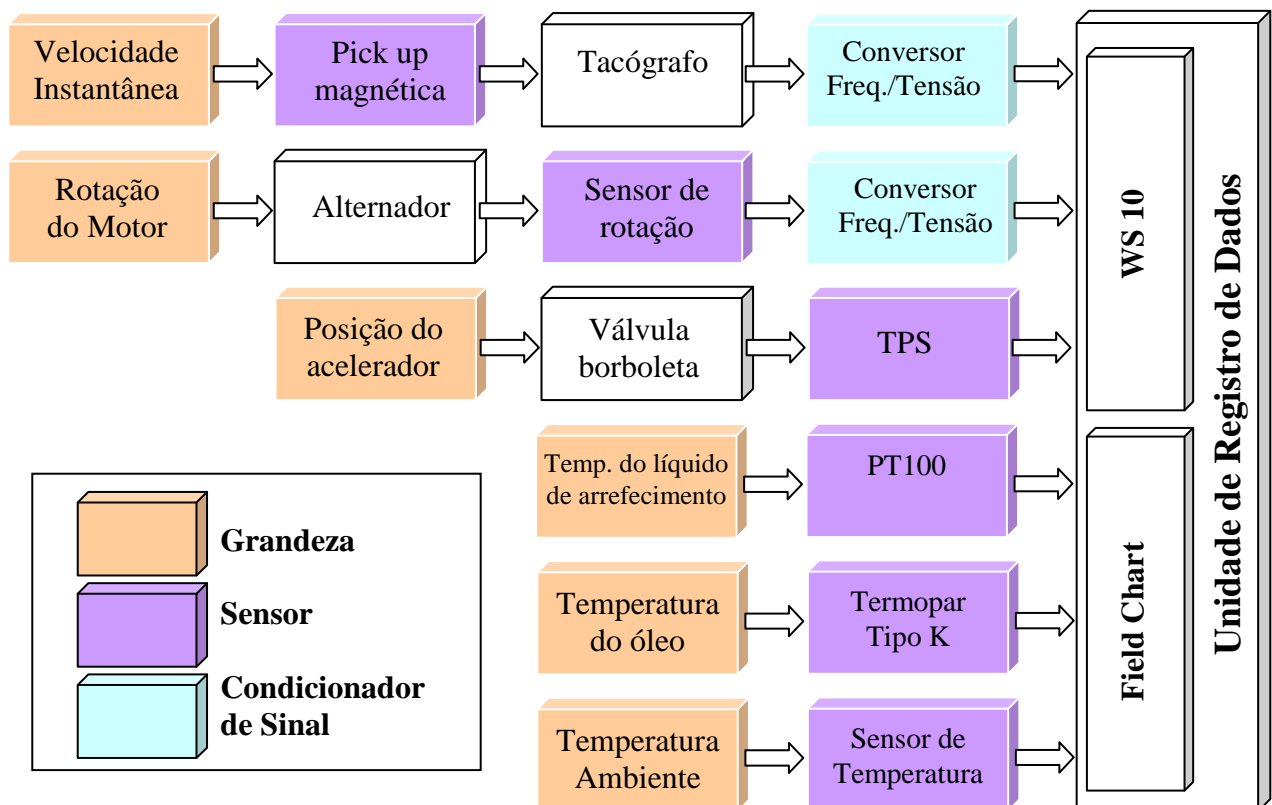 Velocidade
Instantânea
Pick up
magnética
Tacógrafo
Conversor
Freq./Tensão
Rotação
do Motor
Alternador
Sensor de
rotação
Conversor
Freq./Tensão
Posição do
acelerador
Válvula
borboleta
TPS
WS 10
Unidade de Registro de Dados
Temp. do líquido
de arrefecimento
PT100
Temperatura
do óleo
Termopar
Tipo K
Temperatura
Ambiente
Sensor de
Temperatura
Field Chart
Grandeza
Sensor
Condicionador
de Sinal